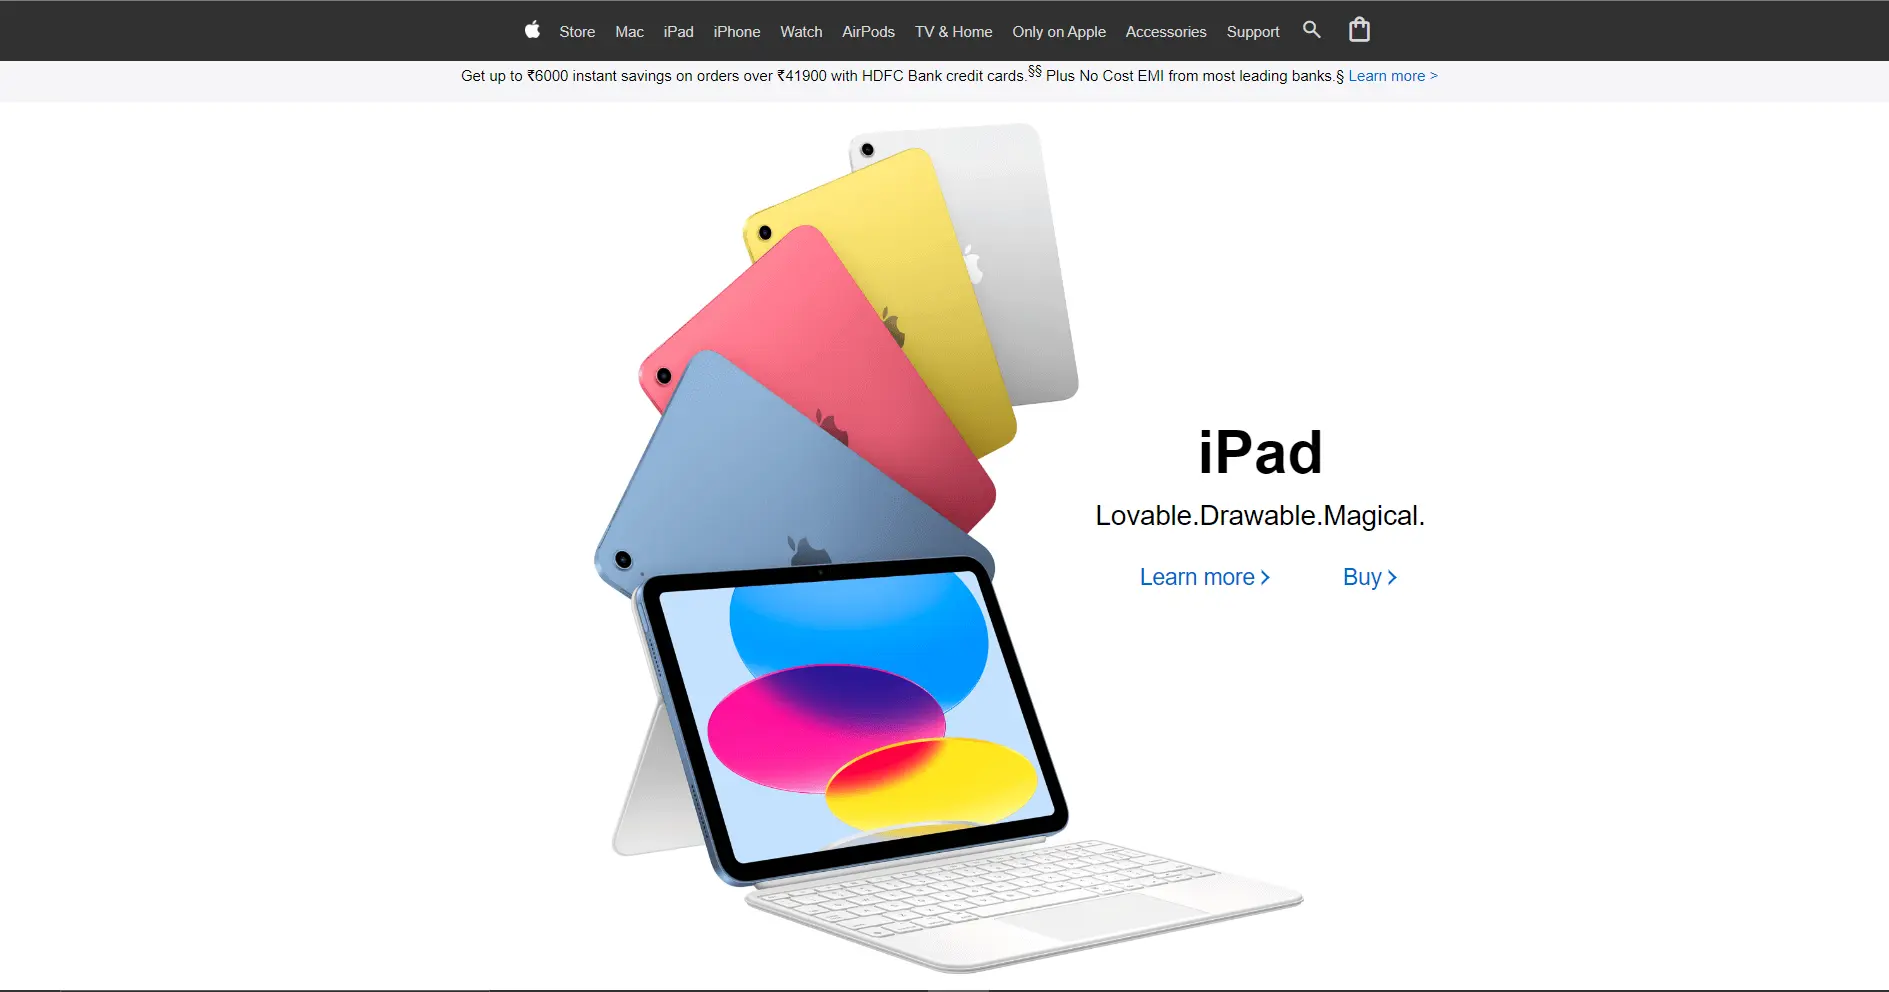 Store Mac iPad iPhone Watch AirPods TV & Home Only on Apple Accessories Support
Get up to ₹6000 instant savings on orders over ₹41900 with HDFC Bank credit cards.§§ Plus No Cost EMI from most leading banks.§ Learn more >
iPad
Lovable.Drawable.Magical.
Learn more > Buy >